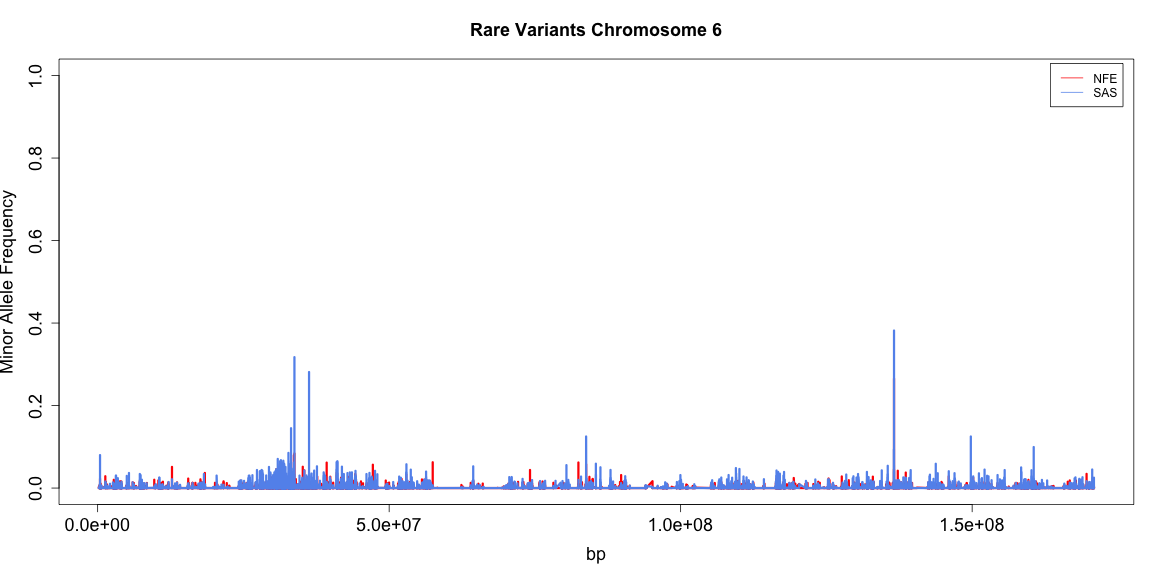 Rare Variants Chromosome 6
NFE
SAS
Minor Allele Frequency
1.0
0.8
0.6
0.4
0.2
0.0
0.0e+00 5.0e+07 1.0e+08 1.5e+08
bp